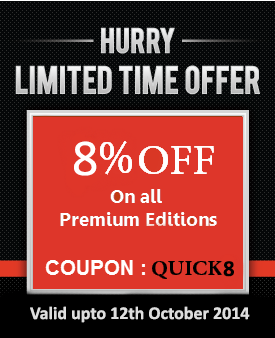 HURRY
LIMITED TIME OFFER
8% OFF
On all
Premium Editions
COUPON : QUICK8
Valid upto 12th October 2014